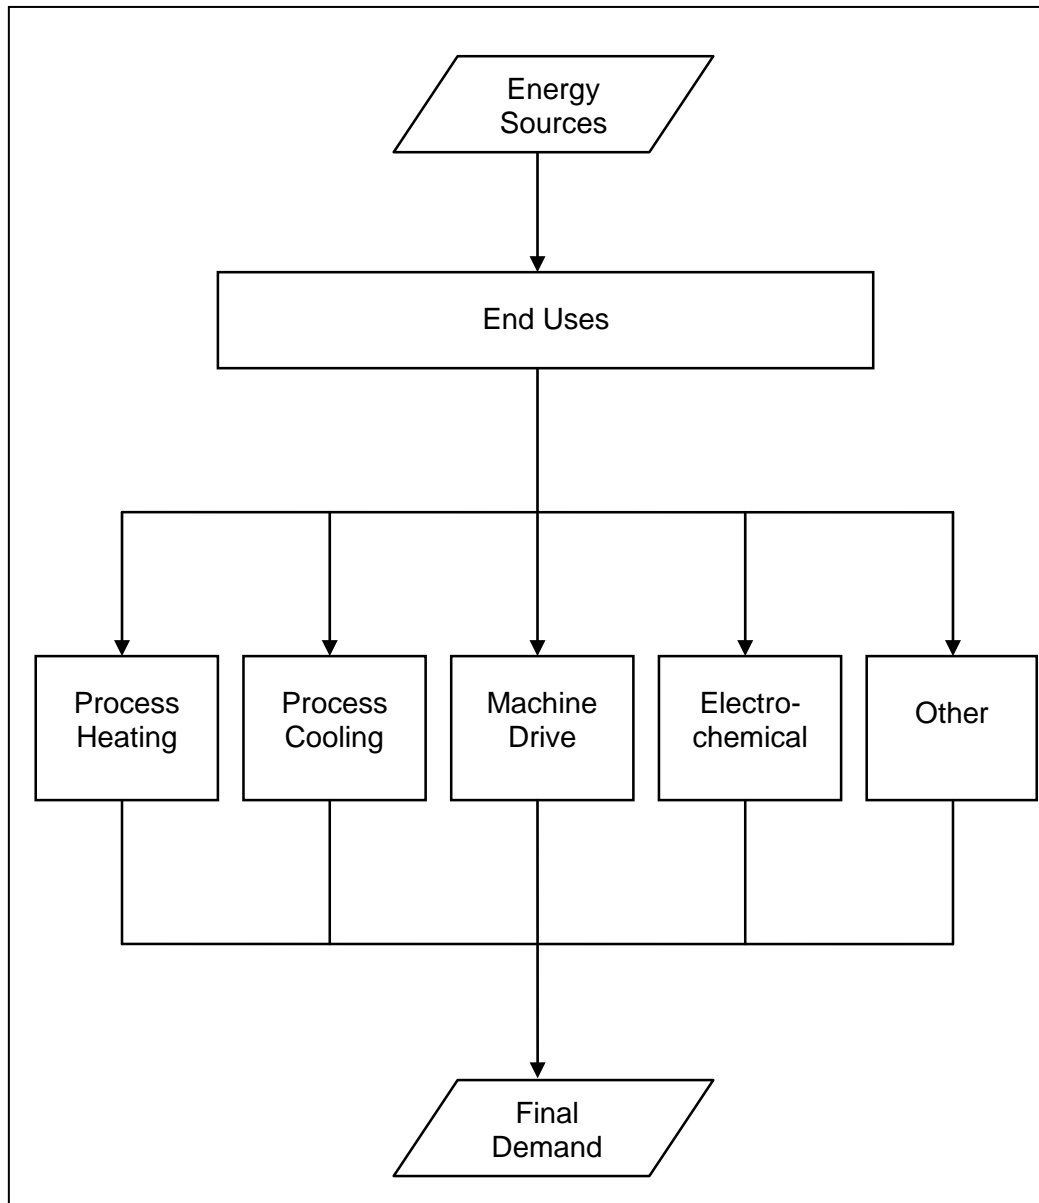 Energy
Sources
End Uses
Process
Heating
Process
Cooling
Machine
Drive
Electro-
chemical
Other
Final
Demand